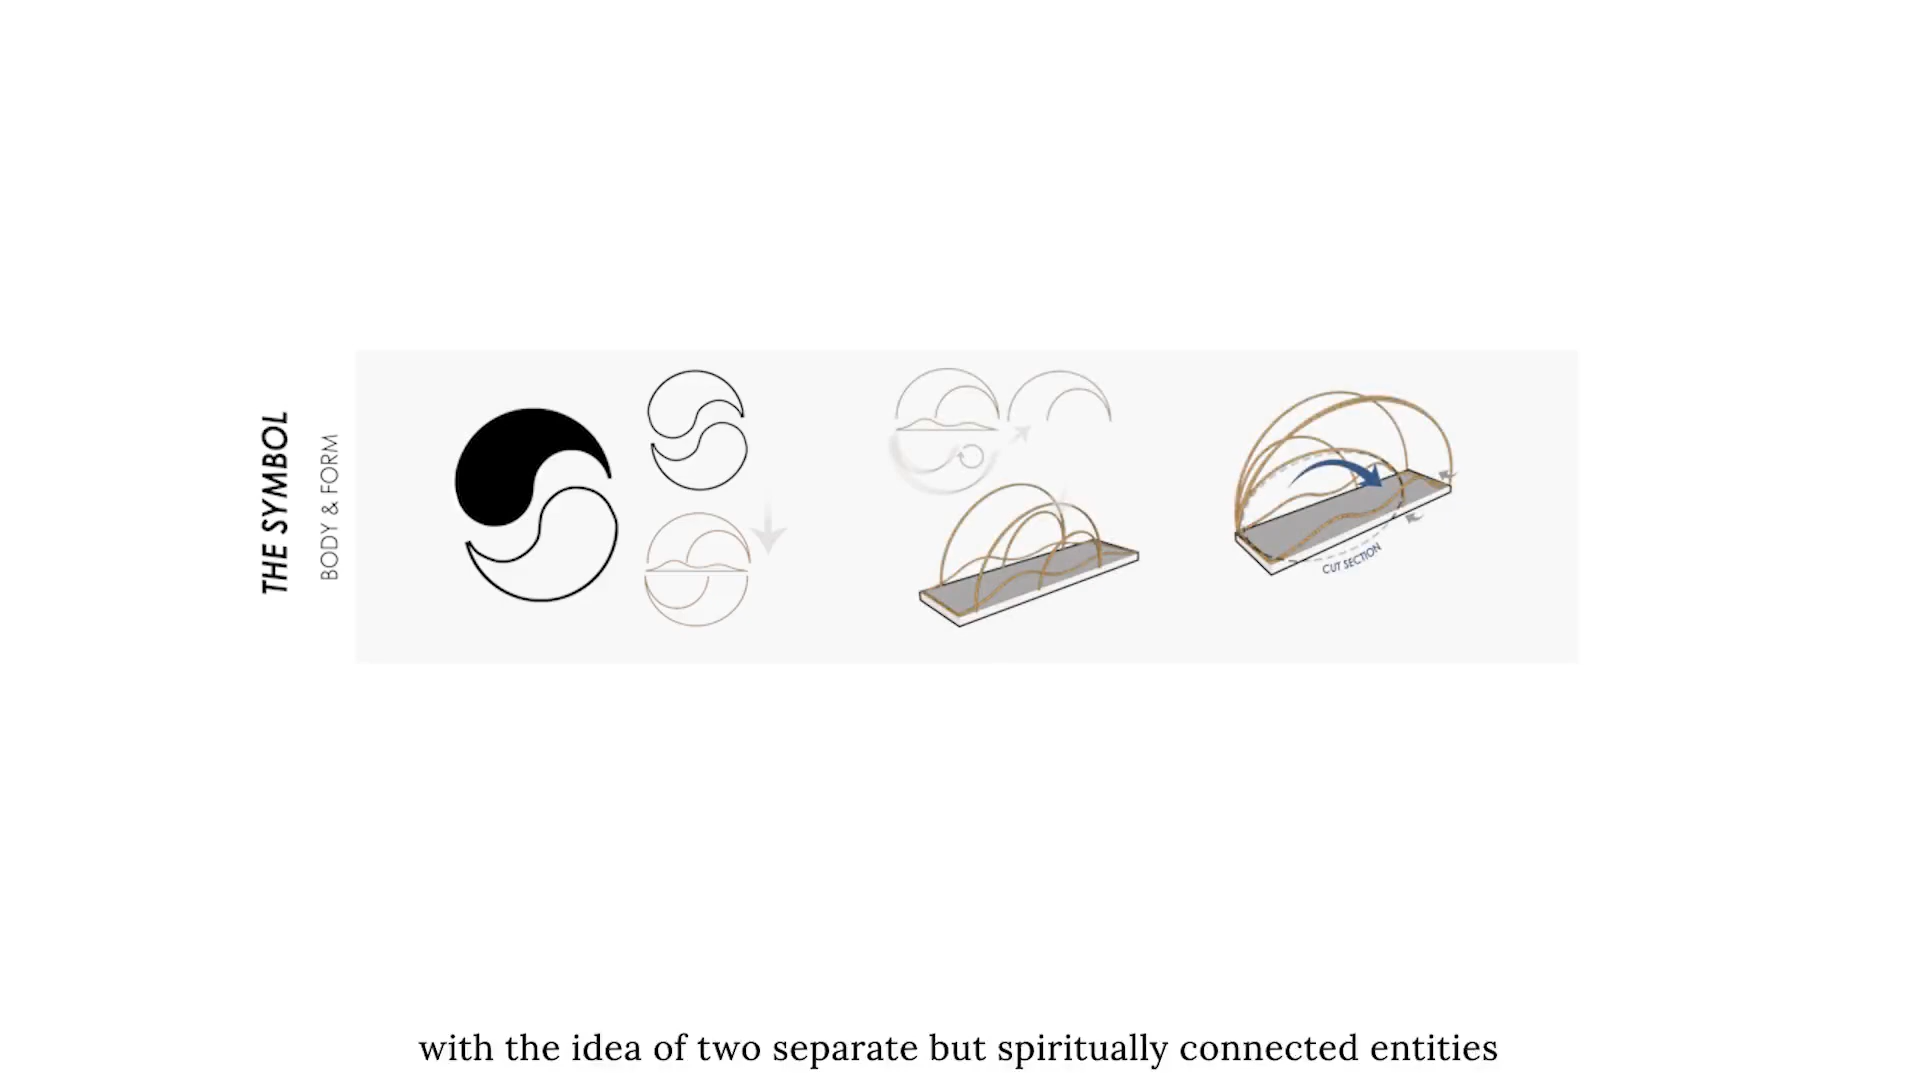 THE SYMBOL
BODY & FORM
CUT SECTION
with the idea of two separate but spiritually connected entities